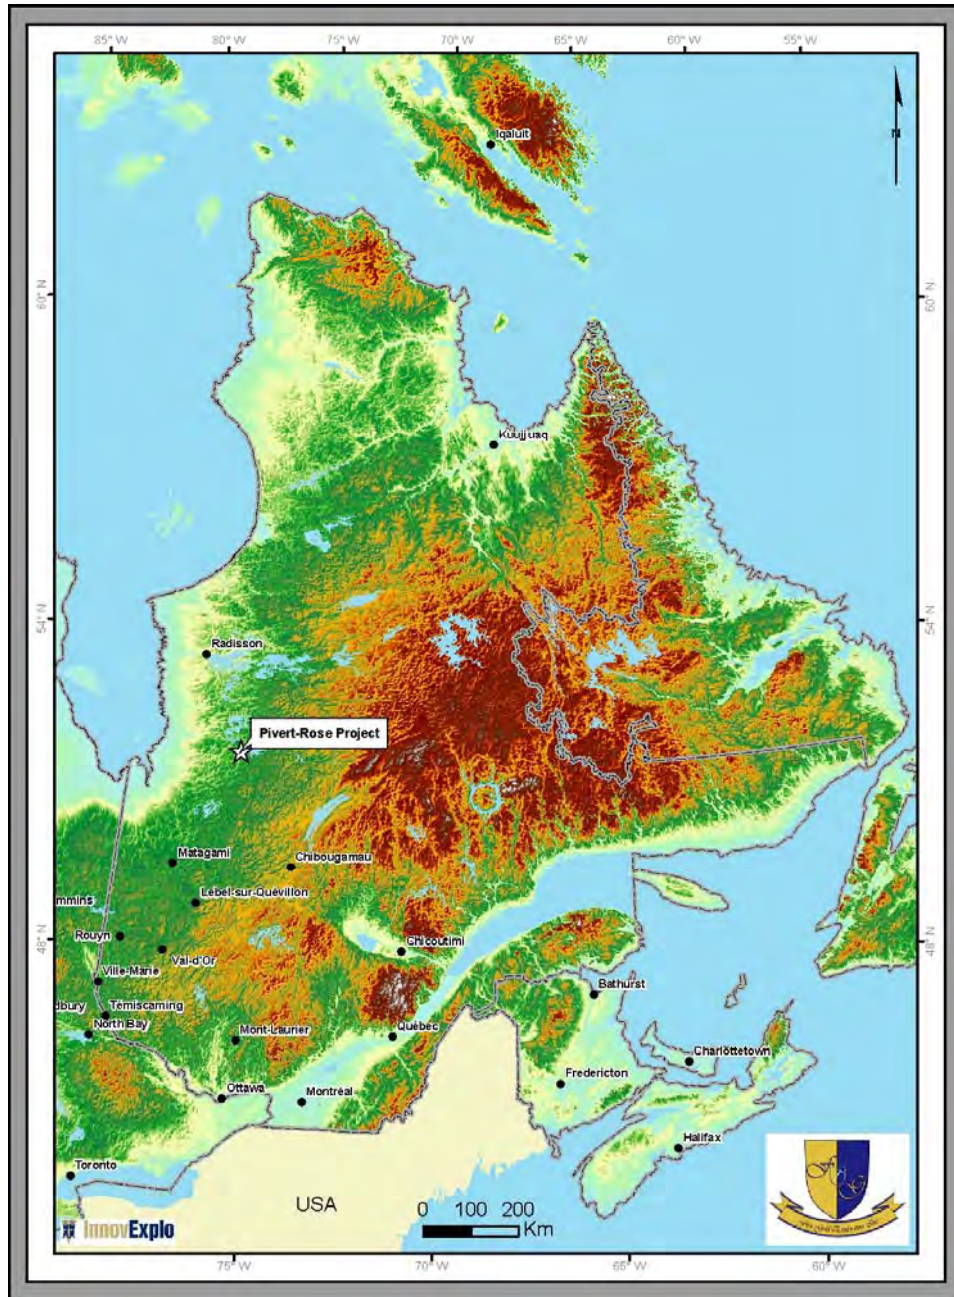 85° W 80° W 75° W 70° W 65° W 60° W 55° W
Iqaluit
N
60° N 60° N
Kuujjuaq
54° N 54° N
Radisson
Pivert-Rose Project
Matagami
Chibougamau
Lebel-sur-Quévillon
mmins
Rouyn
48° N 48° N
Val-d'Or
Chicoutimi
Ville-Marie
Bathurst
dbury
Témiscaming
North Bay
Mont-Laurier
Québec
Charlottetown
Fredericton
Ottawa
Montréal
Halifax
Toronto
USA
0 100 200
Km
InnovExplo
75° W 70° W 65° W 60° W